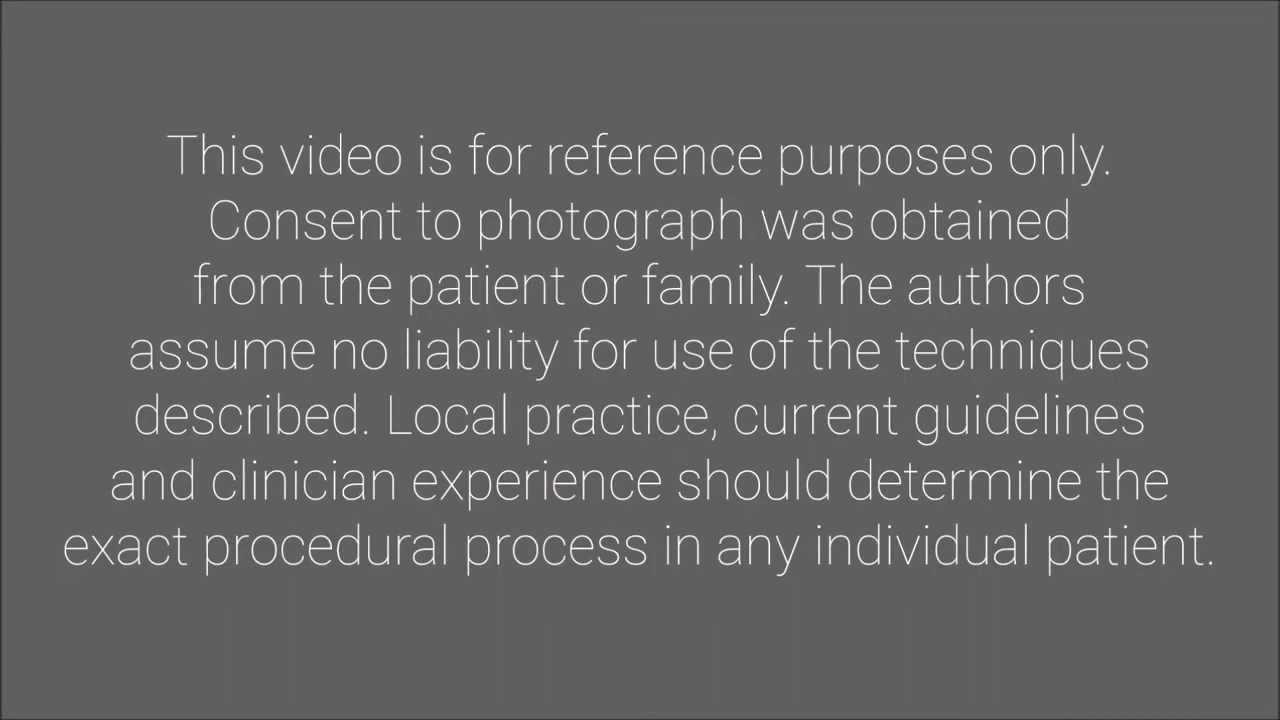 This video is for reference purposes only.
Consent to photograph was obtained
from the patient or family. The authors
assume no liability for use of the techniques
described. Local practice, current guidelines
and clinician experience should determine the
exact procedural process in any individual patient.